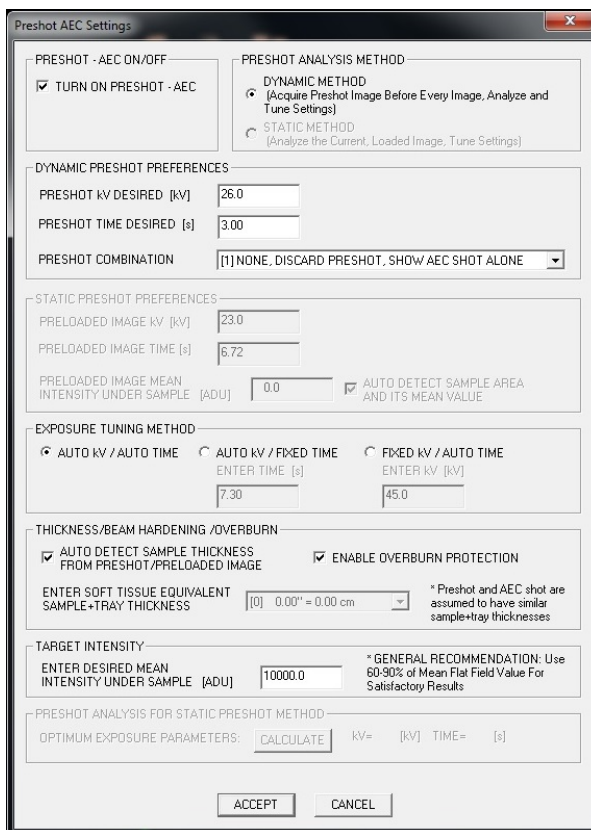 Preshot AEC Settings
PRESHOT - AEC ON/OFF
TURN ON PRESHOT - AEC
PRESHOT ANALYSIS METHOD
DYNAMIC METHOD
(Acquire Preshot Image Before Every Image, Analyze and
Tune Settings)
STATIC METHOD
(Analyze the Current, Loaded Image, Tune Settings)
DYNAMIC PRESHOT PREFERENCES
PRESHOT kV DESIRED [kV]
26.0
PRESHOT TIME DESIRED [s]
3.00
PRESHOT COMBINATION
[1] NONE, DISCARD PRESHOT, SHOW AEC SHOT ALONE
STATIC PRESHOT PREFERENCES
PRELOADED IMAGE kV [kV]
23.0
PRELOADED IMAGE TIME [s]
6.72
PRELOADED IMAGE MEAN
INTENSITY UNDER SAMPLE [ADU]
0.0
AUTO DETECT SAMPLE AREA
AND ITS MEAN VALUE
EXPOSURE TUNING METHOD
AUTO kV / AUTO TIME
AUTO kV / FIXED TIME
ENTER TIME [s]
7.30
FIXED kV / AUTO TIME
ENTER kV [kV]
45.0
THICKNESS/BEAM HARDENING /OVERBURN
AUTO DETECT SAMPLE THICKNESS
FROM PRESHOT/PRELOADED IMAGE
ENABLE OVERBURN PROTECTION
ENTER SOFT TISSUE EQUIVALENT
SAMPLE+TRAY THICKNESS
[0] 0.00" = 0.00 cm
* Preshot and AEC shot are
assumed to have similar
sample+tray thicknesses
TARGET INTENSITY
ENTER DESIRED MEAN
INTENSITY UNDER SAMPLE [ADU]
10000.0
* GENERAL RECOMMENDATION: Use
60-90% of Mean Flat Field Value For
Satisfactory Results
PRESHOT ANALYSIS FOR STATIC PRESHOT METHOD
OPTIMUM EXPOSURE PARAMETERS:
CALCULATE
kV= [kV] TIME= [s]
ACCEPT
CANCEL